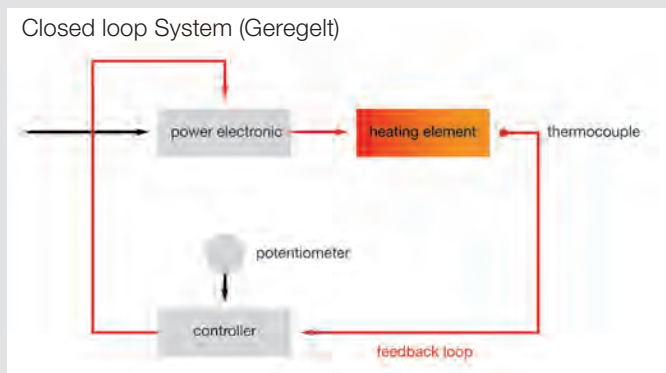 Closed loop System (Geregelt)
power electronic
heating element
thermocouple
potentiometer
controller
feedback loop